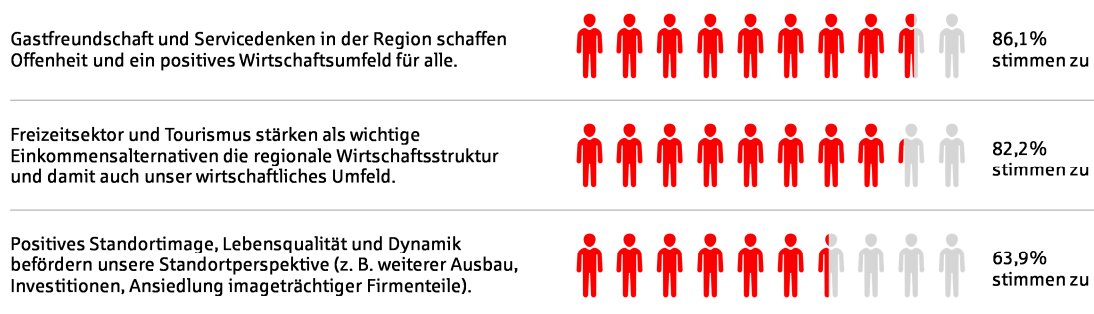 Gastfreundschaft und Servicedenken in der Region schaffen
Offenheit und ein positives Wirtschaftsumfeld für alle.
86,1%
stimmen zu
Freizeitsektor und Tourismus stärken als wichtige
Einkommensalternativen die regionale Wirtschaftsstruktur
und damit auch unser wirtschaftliches Umfeld.
82,2%
stimmen zu
Positives Standortimage, Lebensqualität und Dynamik
befördern unsere Standortperspektive (z. B. weiterer Ausbau,
Investitionen, Ansiedlung imageträchtiger Firmenteile).
63,9%
stimmen zu